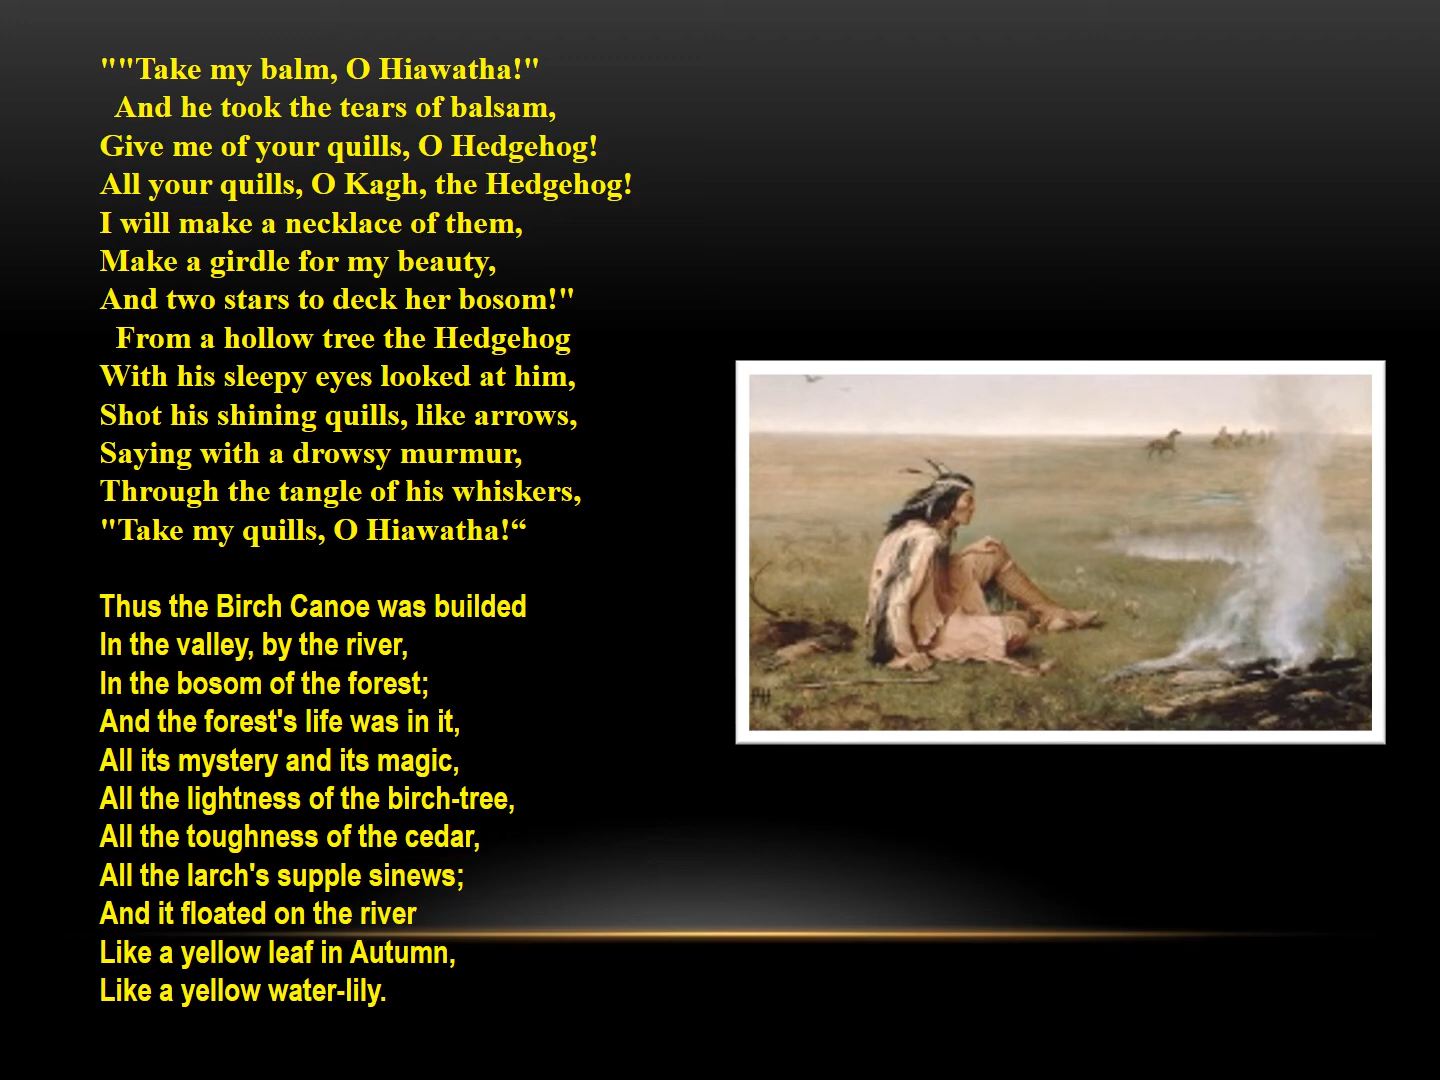 ""Take my balm, O Hiawatha!"
And he took the tears of balsam,
Give me of your quills, O Hedgehog!
All your quills, O Kagh, the Hedgehog!
I will make a necklace of them,
Make a girdle for my beauty,
And two stars to deck her bosom!"
From a hollow tree the Hedgehog
With his sleepy eyes looked at him,
Shot his shining quills, like arrows,
Saying with a drowsy murmur,
Through the tangle of his whiskers,
"Take my quills, O Hiawatha!“
Thus the Birch Canoe was builded
In the valley, by the river,
In the bosom of the forest;
And the forest's life was in it,
All its mystery and its magic,
All the lightness of the birch-tree,
All the toughness of the cedar,
All the larch's supple sinews;
And it floated on the river
Like a yellow leaf in Autumn,
Like a yellow water-lily.